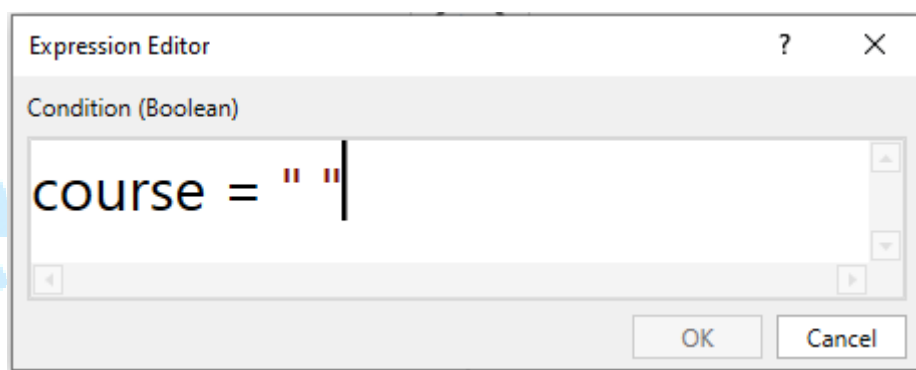 Expression Editor ? ×
Condition (Boolean)
course = " "
OK Cancel